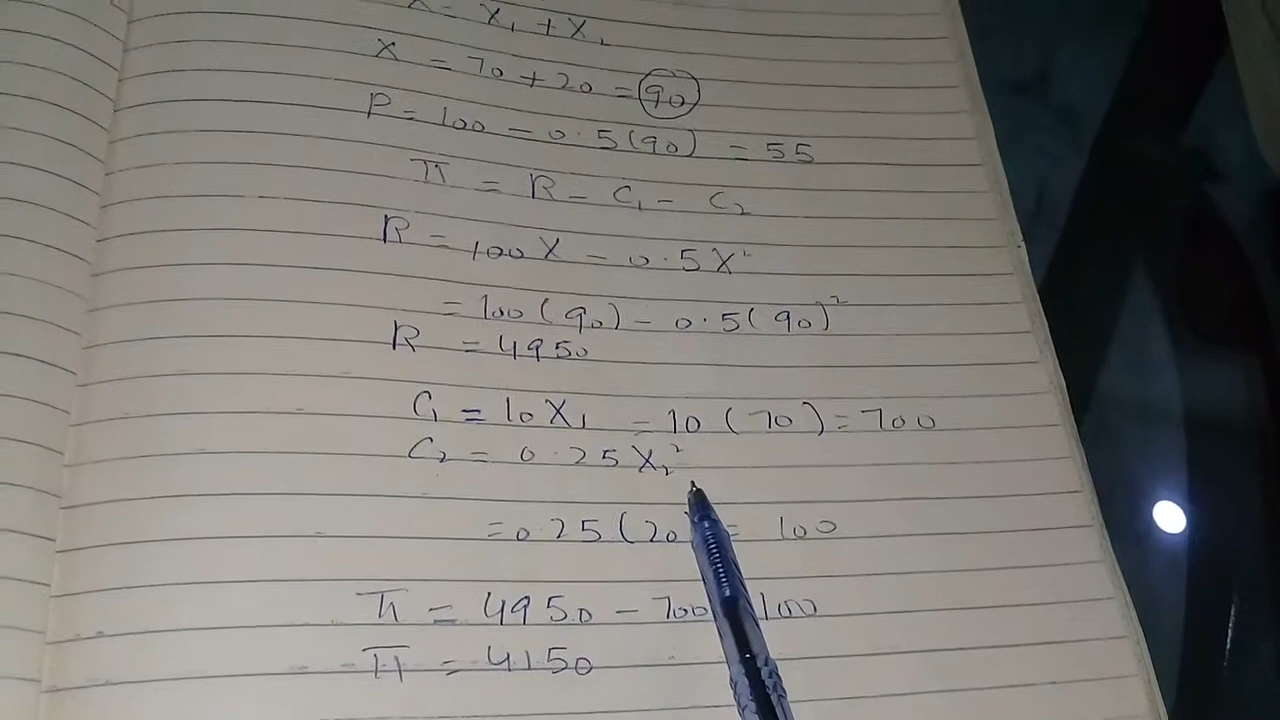 X = X₁ + X₂
X = 70 + 20 = 90
P = 100 - 0.5(90) = 55
π = R - C₁ - C₂
R = 100X - 0.5X²
= 100(90) - 0.5(90)²
R = 4950
C₁ = 10X₁ = 10(70) = 700
C₂ = 0.25X₂²
= 0.25(20 = 100
π = 4950 - 700 100
π = 4150